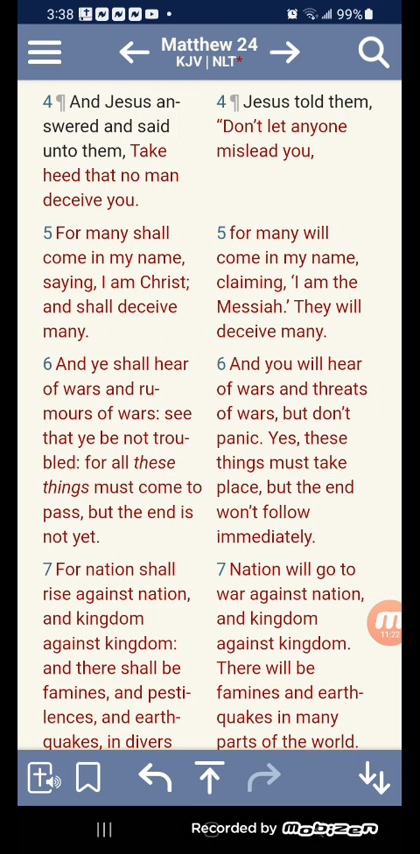 3:38 99%
Matthew 24
KJV | NLT*
4 ¶ And Jesus an-
swered and said
unto them, Take
heed that no man
deceive you.
5 For many shall
come in my name,
saying, I am Christ;
and shall deceive
many.
6 And ye shall hear
of wars and ru-
mours of wars: see
that ye be not trou-
bled: for all these
things must come to
pass, but the end is
not yet.
7 For nation shall
rise against nation,
and kingdom
against kingdom:
and there shall be
famines, and pesti-
lences, and earth-
quakes, in divers
4 ¶ Jesus told them,
“Don’t let anyone
mislead you,
5 for many will
come in my name,
claiming, ‘I am the
Messiah.’ They will
deceive many.
6 And you will hear
of wars and threats
of wars, but don’t
panic. Yes, these
things must take
place, but the end
won’t follow
immediately.
7 Nation will go to
war against nation,
and kingdom
against kingdom.
There will be
famines and earth-
quakes in many
parts of the world.
11:22
Recorded by mobizen